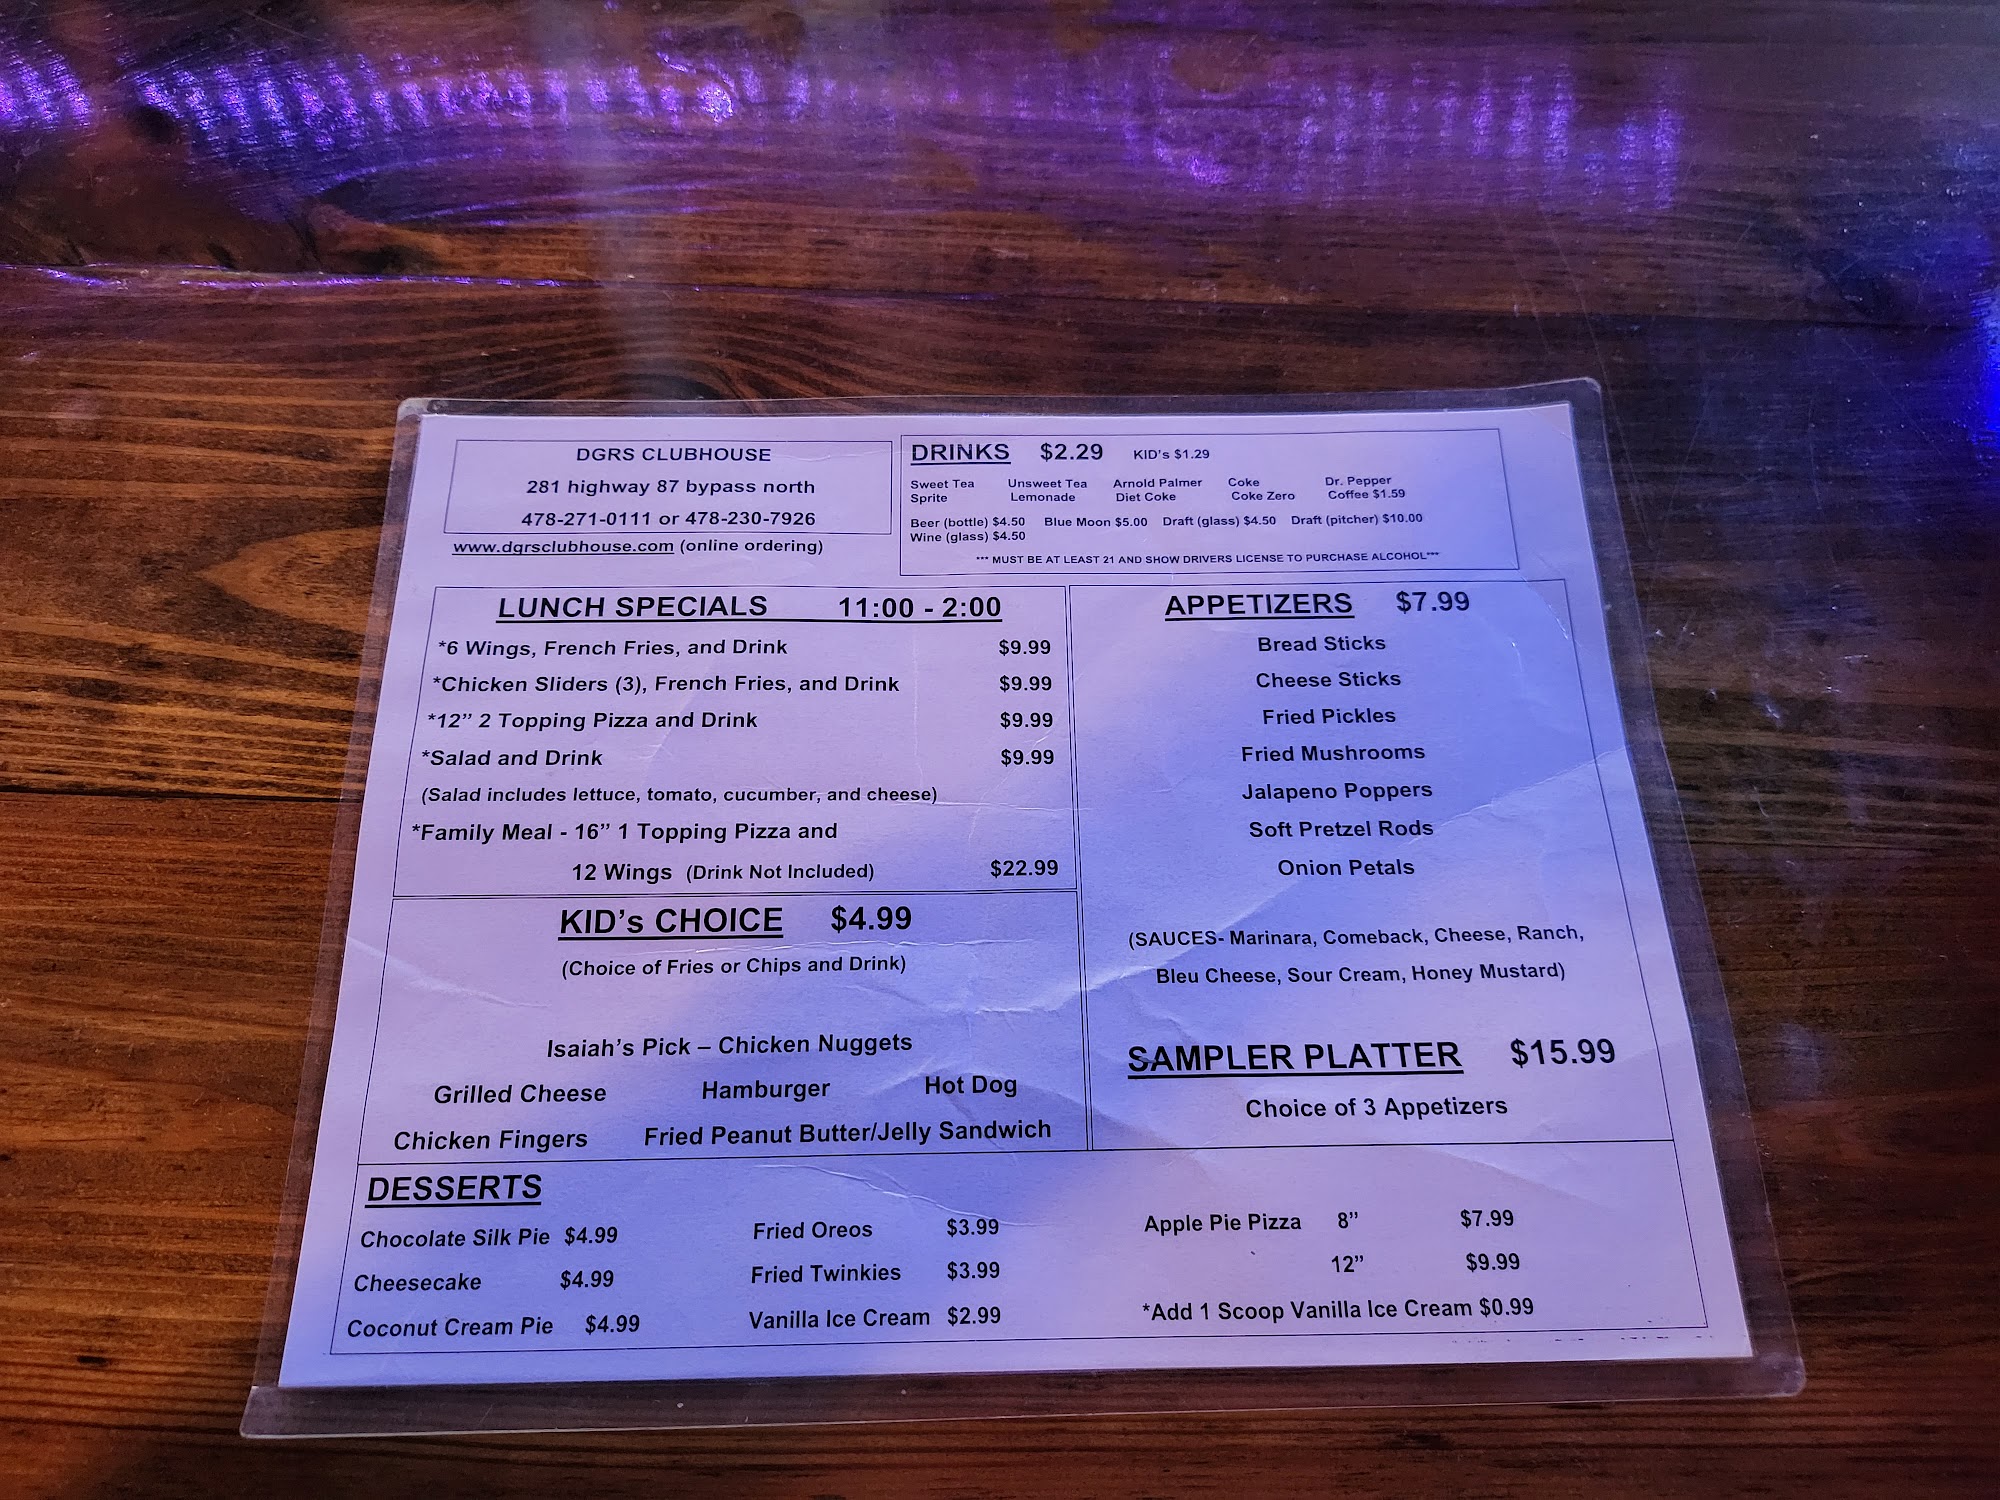 DGRS CLUBHOUSE
281 highway 87 bypass north
478-271-0111 or 478-230-7926
www.dgrsclubhouse.com (online ordering)
DRINKS $2.29 KID's $1.29
Sweet Tea Unsweet Tea Arnold Palmer Coke Dr. Pepper
Sprite Lemonade Diet Coke Coke Zero Coffee $1.59
Beer (bottle) $4.50 Blue Moon $5.00 Draft (glass) $4.50 Draft (pitcher) $10.00
Wine (glass) $4.50
*** MUST BE AT LEAST 21 AND SHOW DRIVERS LICENSE TO PURCHASE ALCOHOL***
LUNCH SPECIALS 11:00 - 2:00
*6 Wings, French Fries, and Drink $9.99
*Chicken Sliders (3), French Fries, and Drink $9.99
*12” 2 Topping Pizza and Drink $9.99
*Salad and Drink $9.99
(Salad includes lettuce, tomato, cucumber, and cheese)
*Family Meal - 16” 1 Topping Pizza and
12 Wings (Drink Not Included) $22.99
KID's CHOICE $4.99
(Choice of Fries or Chips and Drink)
Isaiah's Pick – Chicken Nuggets
Grilled Cheese Hamburger Hot Dog
Chicken Fingers Fried Peanut Butter/Jelly Sandwich
APPETIZERS $7.99
Bread Sticks
Cheese Sticks
Fried Pickles
Fried Mushrooms
Jalapeno Poppers
Soft Pretzel Rods
Onion Petals
(SAUCES- Marinara, Comeback, Cheese, Ranch,
Bleu Cheese, Sour Cream, Honey Mustard)
SAMPLER PLATTER $15.99
Choice of 3 Appetizers
DESSERTS
Chocolate Silk Pie $4.99 Fried Oreos $3.99 Apple Pie Pizza 8” $7.99
Cheesecake $4.99 Fried Twinkies $3.99 12” $9.99
Coconut Cream Pie $4.99 Vanilla Ice Cream $2.99 *Add 1 Scoop Vanilla Ice Cream $0.99